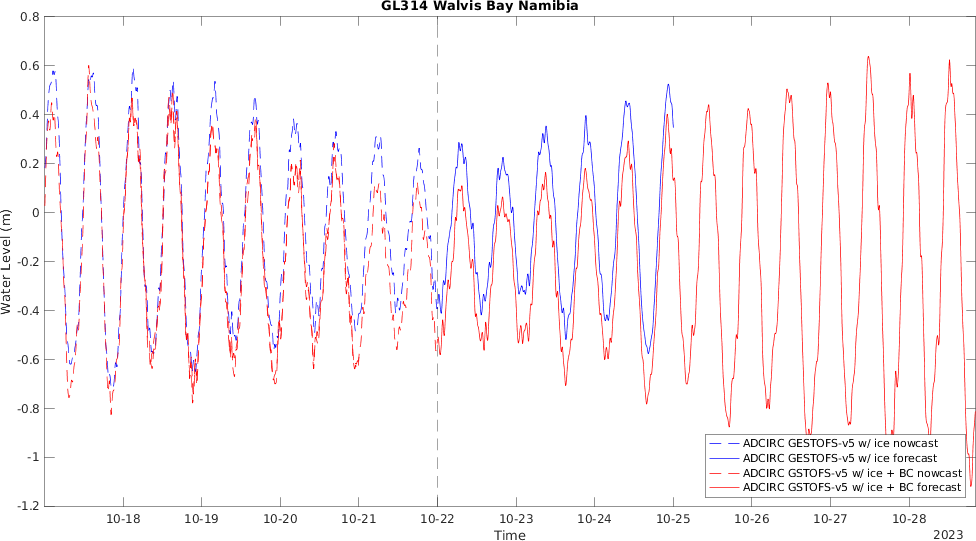 GL314 Walvis Bay Namibia
0.8
0.6
0.4
0.2
0
-0.2
-0.4
-0.6
-0.8
-1
-1.2
Water Level (m)
ADCIRC GESTOFS-v5 w/ ice nowcast
ADCIRC GESTOFS-v5 w/ ice forecast
ADCIRC GSTOFS-v5 w/ ice + BC nowcast
ADCIRC GSTOFS-v5 w/ ice + BC forecast
10-18 10-19 10-20 10-21 10-22 10-23 10-24 10-25 10-26 10-27 10-28
Time
2023